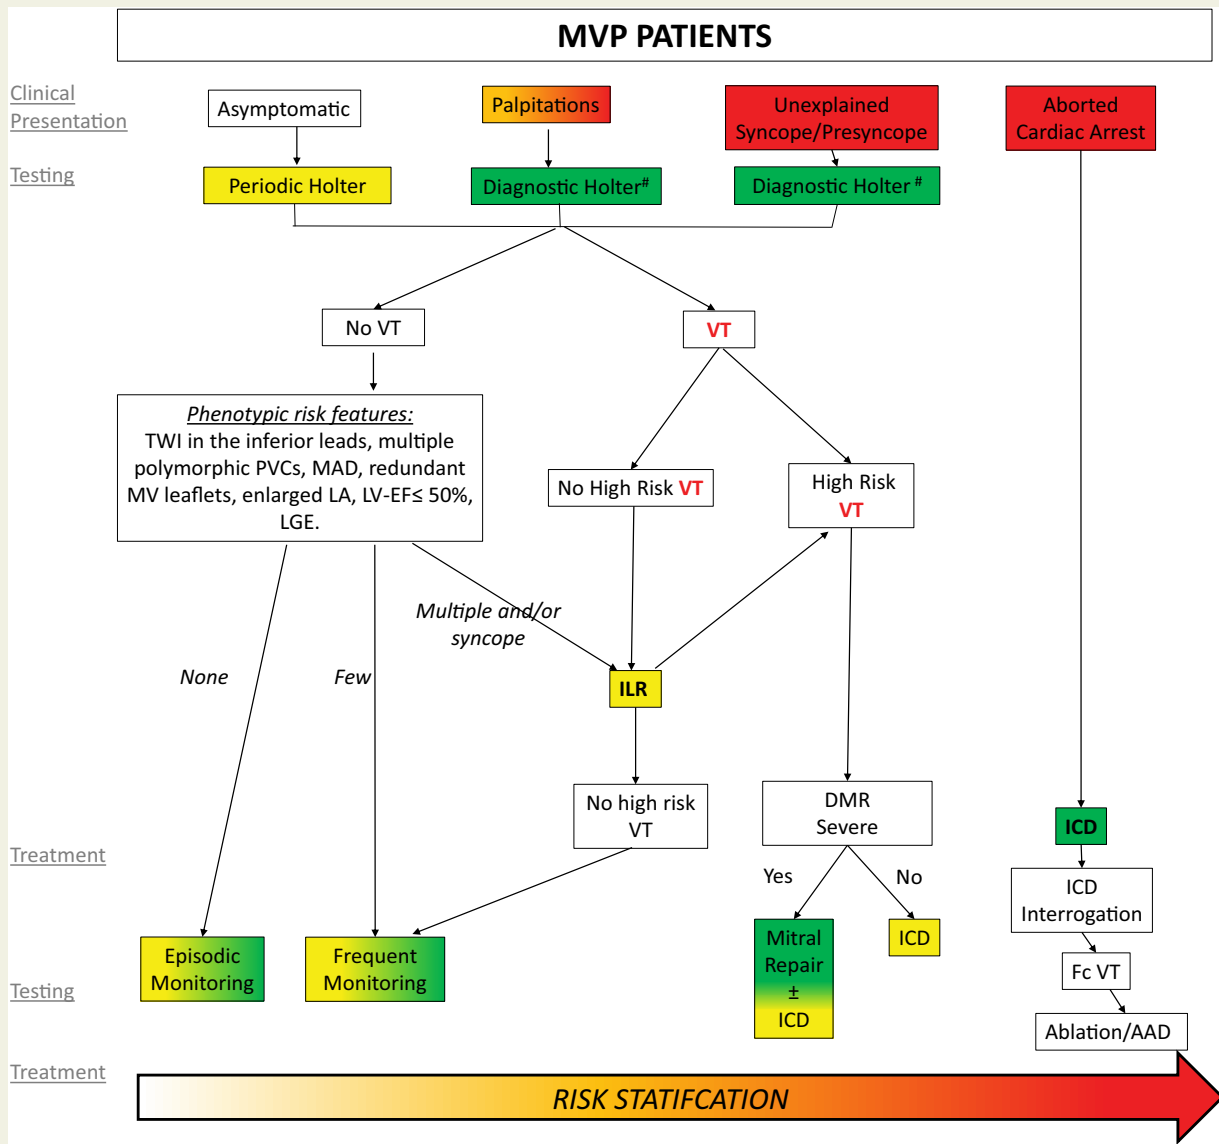 MVP PATIENTS
Clinical
Presentation
Asymptomatic
Palpitations
Unexplained
Syncope/Presyncope
Aborted
Cardiac Arrest
Testing
Periodic Holter
Diagnostic Holter#
Diagnostic Holter #
No VT
VT
Phenotypic risk features:
TWI in the inferior leads, multiple
polymorphic PVCs, MAD, redundant
MV leaflets, enlarged LA, LV-EF≤ 50%,
LGE.
No High Risk VT
High Risk
VT
Multiple and/or
syncope
None
Few
ILR
No high risk
VT
DMR
Severe
ICD
Treatment
Yes
No
ICD
Interrogation
Episodic
Monitoring
Frequent
Monitoring
Mitral
Repair
±
ICD
ICD
Fc VT
Testing
Ablation/AAD
Treatment
RISK STATIFCATION